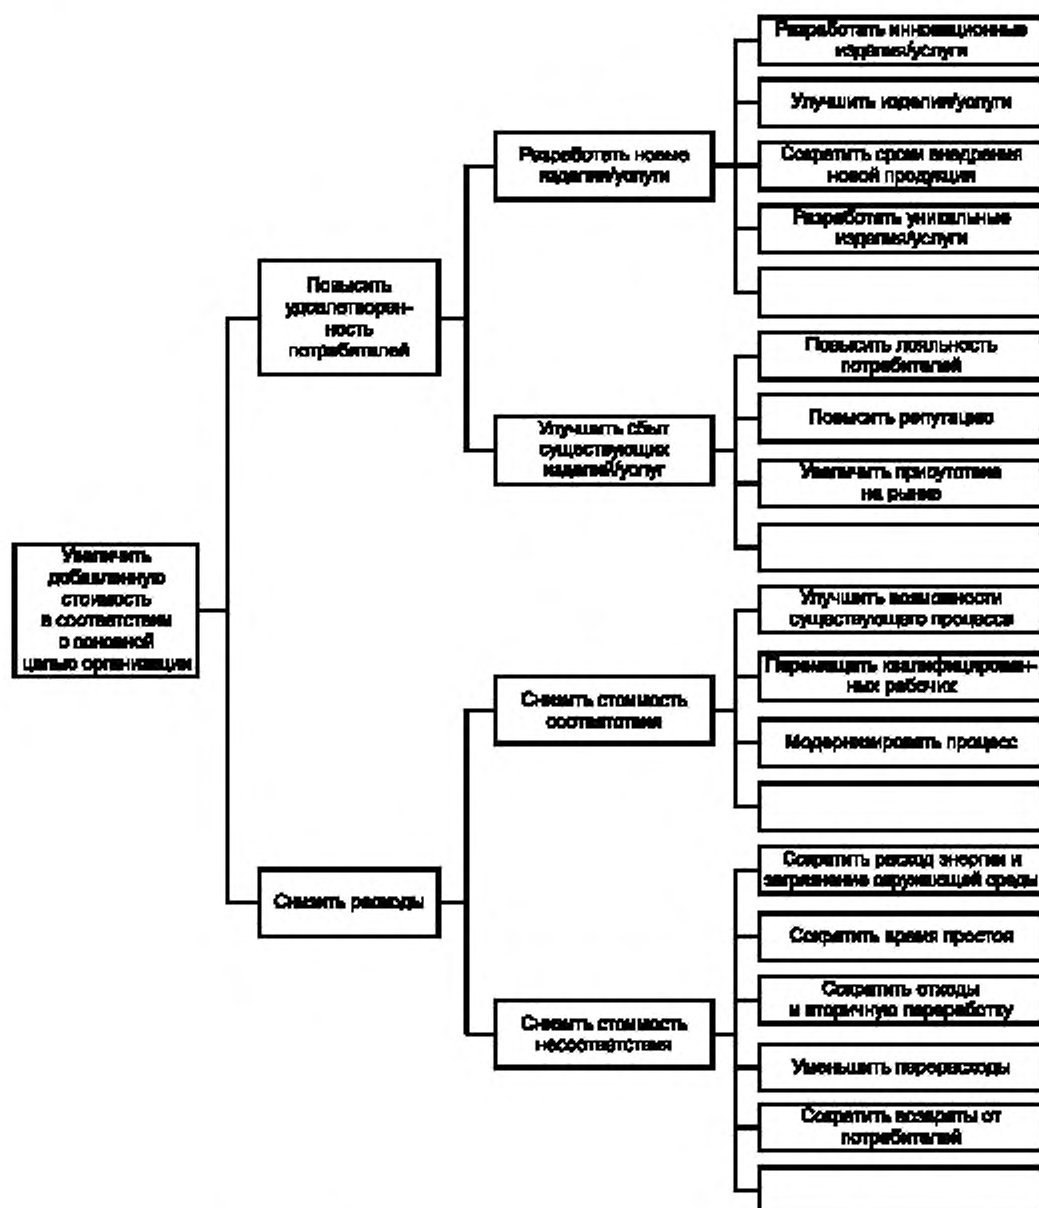 Разработать инновационные
изделия/услуги
Улучшить изделия/услуги
Разработать новые
изделия/услуги
Сократить сроки внедрения
новой продукции
Разработать уникальные
изделия/услуги
Повысить
удовлетворен-
ность
потребителей
Повысить лояльность
потребителей
Улучшить сбыт
существующих
изделий/услуг
Повысить репутацию
Увеличить присутствие
на рынке
Увеличить
добавленную
стоимость
в соответствии
с основной
целью организации
Улучшить возможности
существующего процесса
Снизить стоимость
соответствия
Перемещать квалифицирован-
ных рабочих
Модернизировать процесс
Снизить расходы
Сократить расход энергии и
загрязнение окружающей среды
Сократить время простоя
Снизить стоимость
несоответствия
Сократить отходы
и вторичную переработку
Уменьшить перерасходы
Сократить возвраты от
потребителей